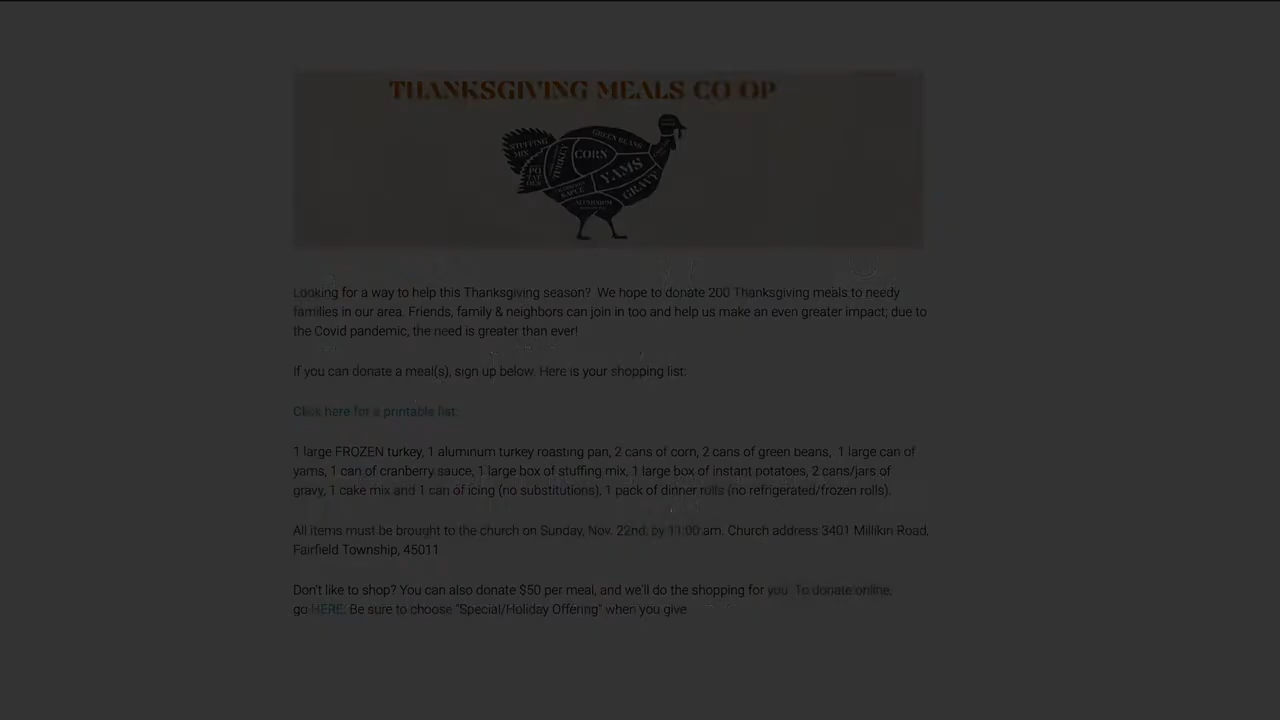 THANKSGIVING MEALS CO OP
STUFFING
MIX
GREEN BEANS
TURKEY
CORN
YAMS
GRAVY
PO
TAT
OES
SAUCE
ALUMINUM
Looking for a way to help this Thanksgiving season?  We hope to donate 200 Thanksgiving meals to needy
families in our area. Friends, family & neighbors can join in too and help us make an even greater impact; due to
the Covid pandemic, the need is greater than ever!
If you can donate a meal(s), sign up below. Here is your shopping list:
Click here for a printable list:
1 large FROZEN turkey, 1 aluminum turkey roasting pan, 2 cans of corn, 2 cans of green beans,  1 large can of
yams, 1 can of cranberry sauce, 1 large box of stuffing mix, 1 large box of instant potatoes, 2 cans/jars of
gravy, 1 cake mix and 1 can of icing (no substitutions), 1 pack of dinner rolls (no refrigerated/frozen rolls).
All items must be brought to the church on Sunday, Nov. 22nd, by 11:00 am. Church address 3401 Millikin Road,
Fairfield Township, 45011
Don't like to shop? You can also donate $50 per meal, and we'll do the shopping for you. To donate online,
go HERE. Be sure to choose "Special/Holiday Offering" when you give.